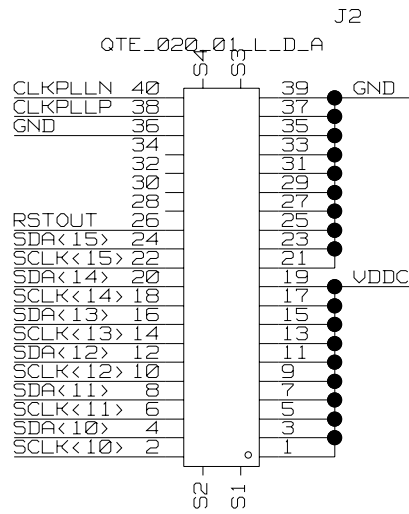 J2
QTE_020_01_L_D_A
S4 S3
CLKPLLN 40 39 GND
CLKPLLP 38 37
GND 36 35
34 33
32 31
30 29
28 27
RSTOUT 26 25
SDA<15> 24 23
SCLK<15> 22 21
SDA<14> 20 19 VDDC
SCLK<14> 18 17
SDA<13> 16 15
SCLK<13> 14 13
SDA<12> 12 11
SCLK<12> 10 9
SDA<11> 8 7
SCLK<11> 6 5
SDA<10> 4 3
SCLK<10> 2 1
S2 S1